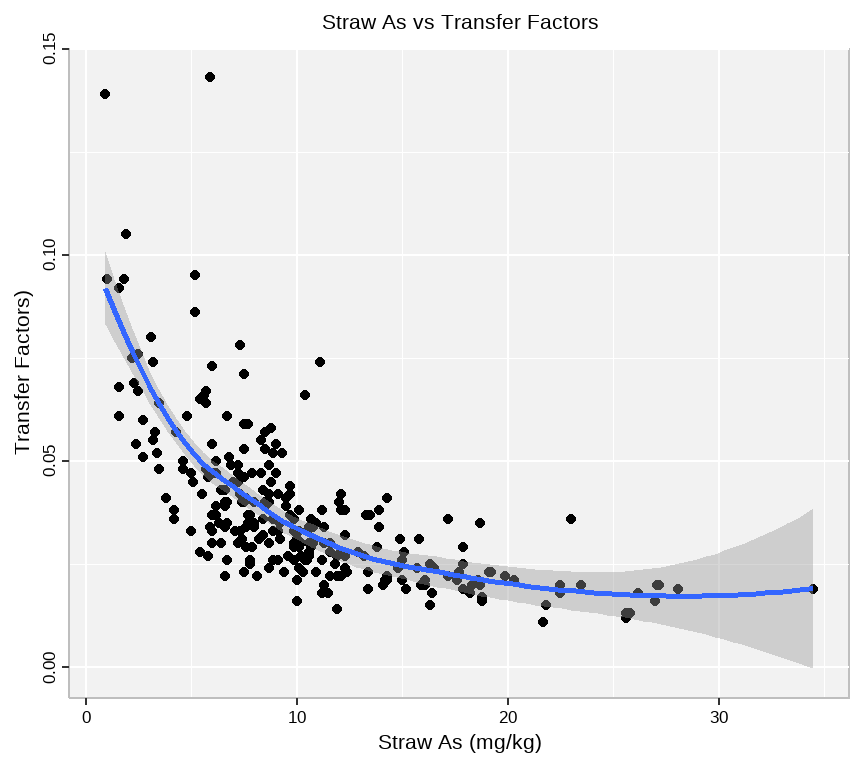 Straw As vs Transfer Factors
Transfer Factors)
0.15
0.10
0.05
0.00
0 10 20 30
Straw As (mg/kg)